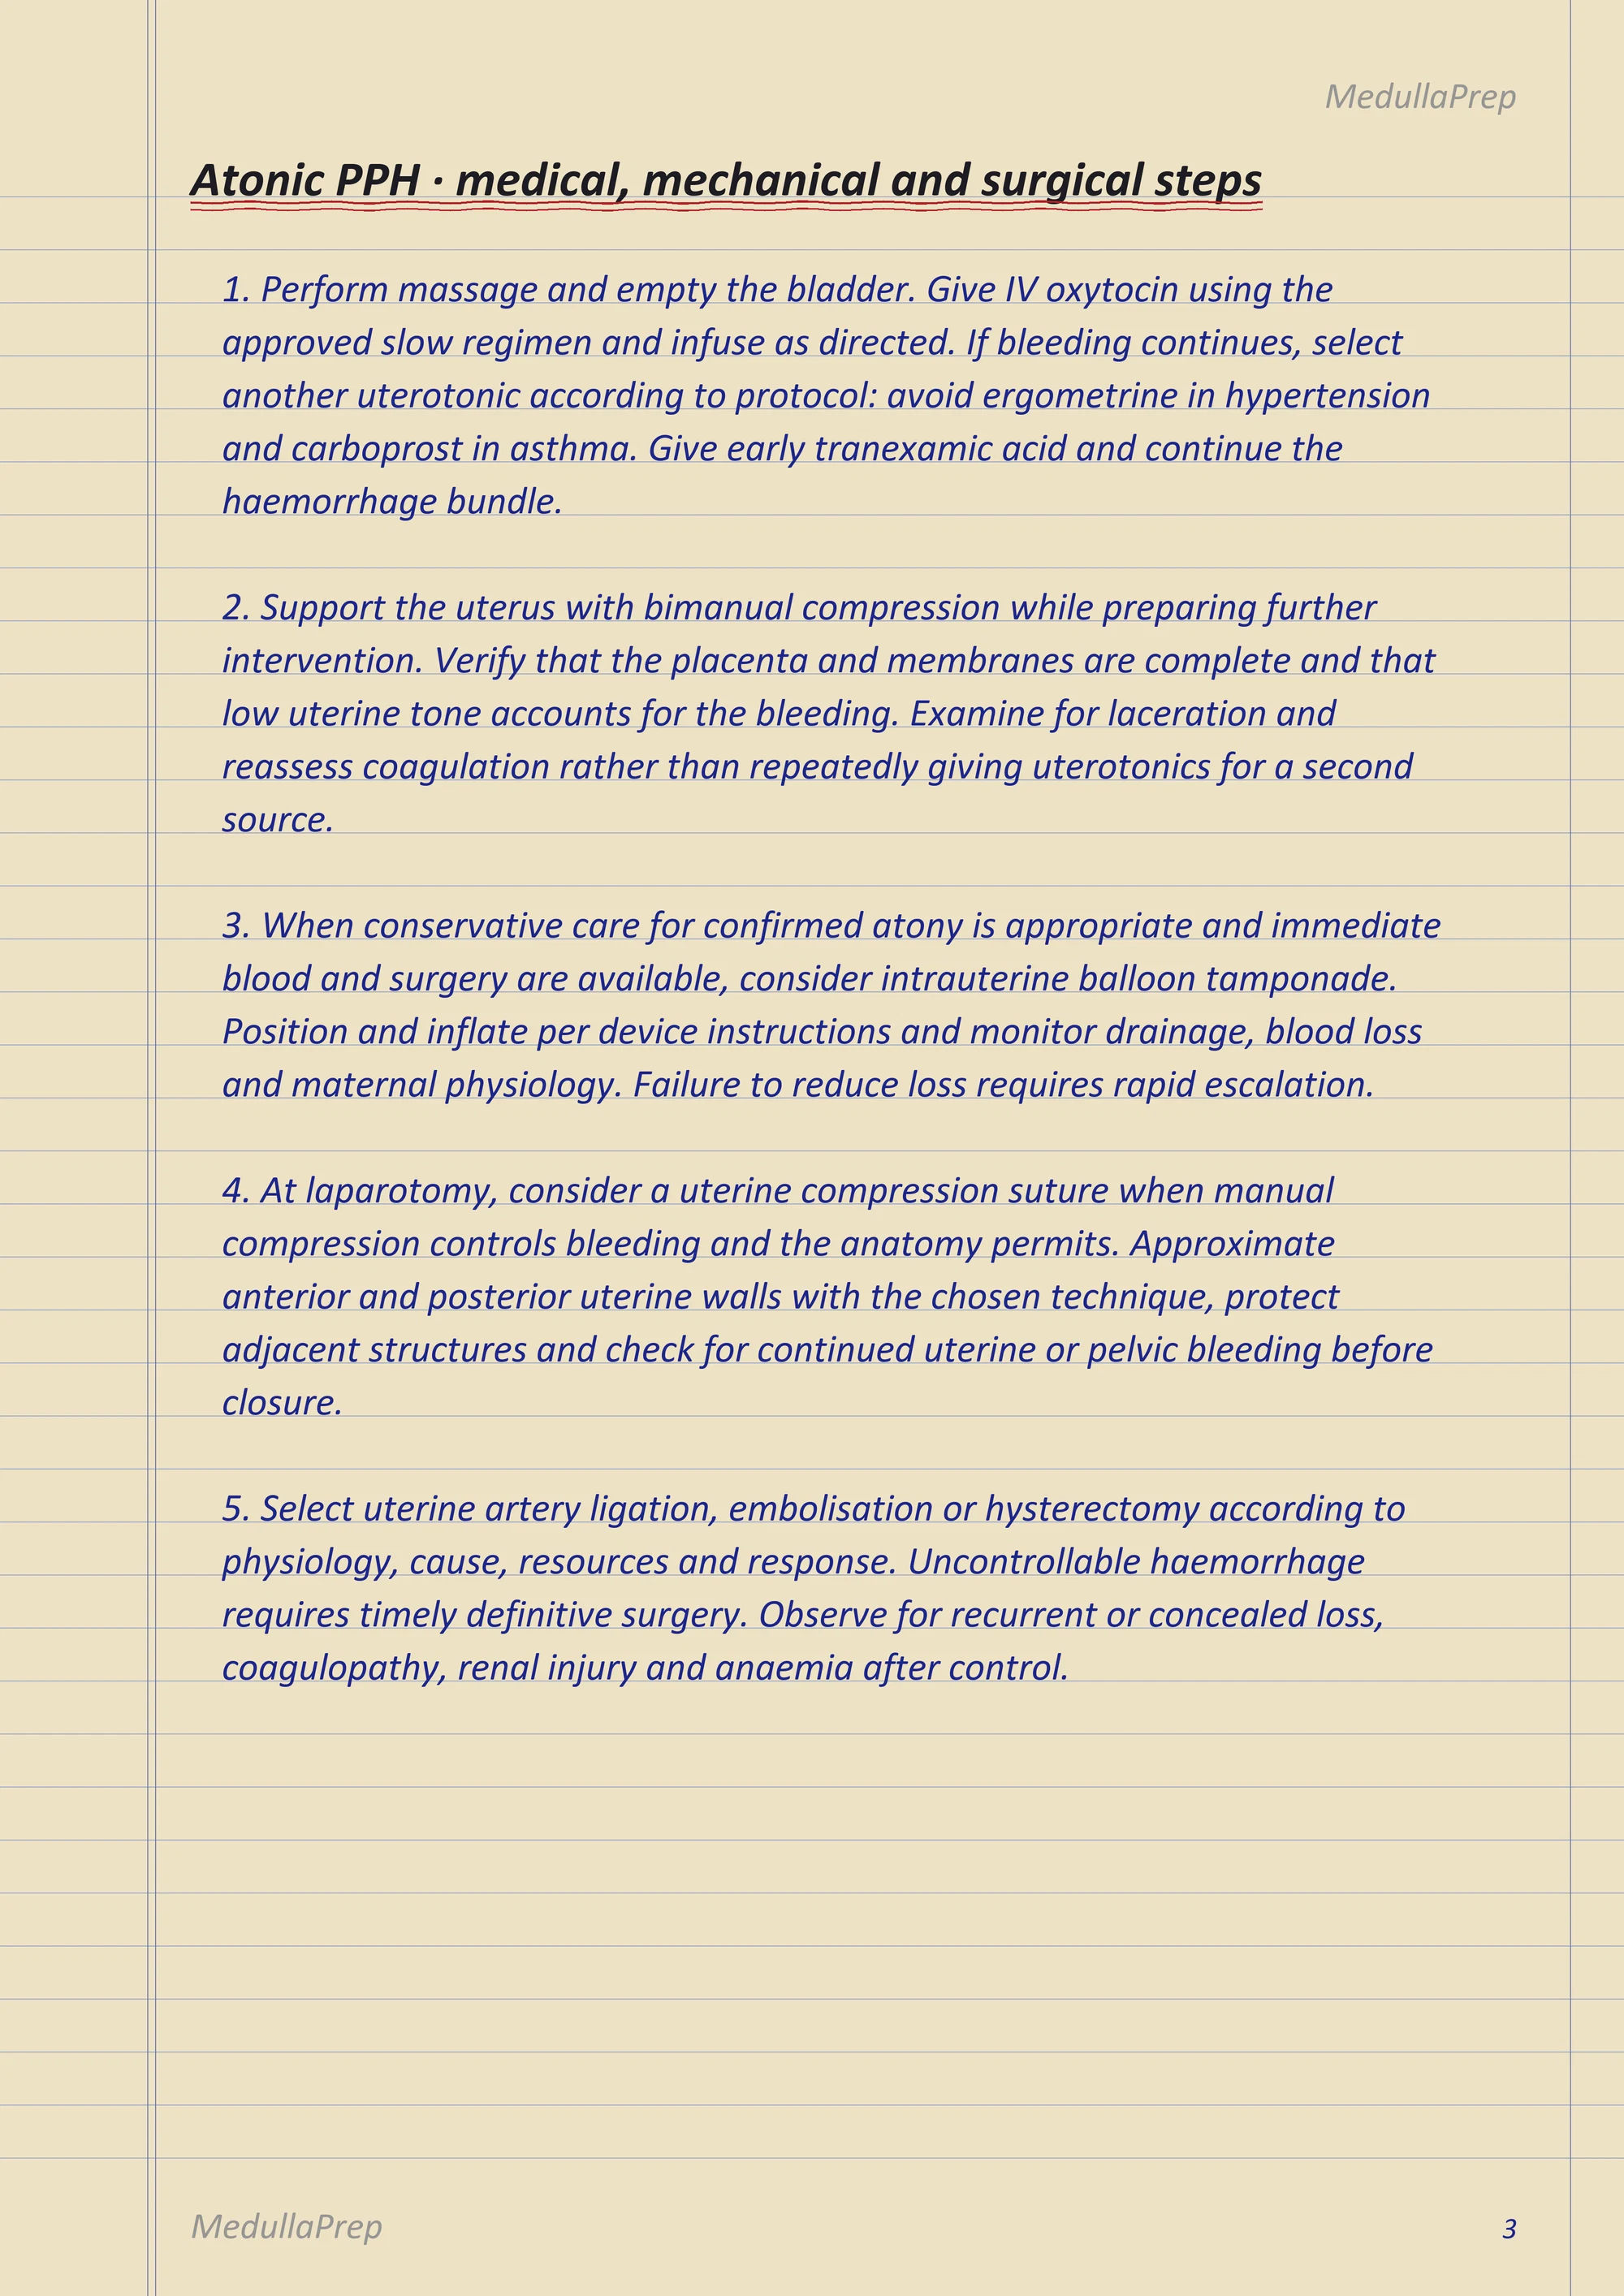 MedullaPrep
Atonic PPH · medical, mechanical and surgical steps
1. Perform massage and empty the bladder. Give IV oxytocin using the
approved slow regimen and infuse as directed. If bleeding continues, select
another uterotonic according to protocol: avoid ergometrine in hypertension
and carboprost in asthma. Give early tranexamic acid and continue the
haemorrhage bundle.
2. Support the uterus with bimanual compression while preparing further
intervention. Verify that the placenta and membranes are complete and that
low uterine tone accounts for the bleeding. Examine for laceration and
reassess coagulation rather than repeatedly giving uterotonics for a second
source.
3. When conservative care for confirmed atony is appropriate and immediate
blood and surgery are available, consider intrauterine balloon tamponade.
Position and inflate per device instructions and monitor drainage, blood loss
and maternal physiology. Failure to reduce loss requires rapid escalation.
4. At laparotomy, consider a uterine compression suture when manual
compression controls bleeding and the anatomy permits. Approximate
anterior and posterior uterine walls with the chosen technique, protect
adjacent structures and check for continued uterine or pelvic bleeding before
closure.
5. Select uterine artery ligation, embolisation or hysterectomy according to
physiology, cause, resources and response. Uncontrollable haemorrhage
requires timely definitive surgery. Observe for recurrent or concealed loss,
coagulopathy, renal injury and anaemia after control.
MedullaPrep
3